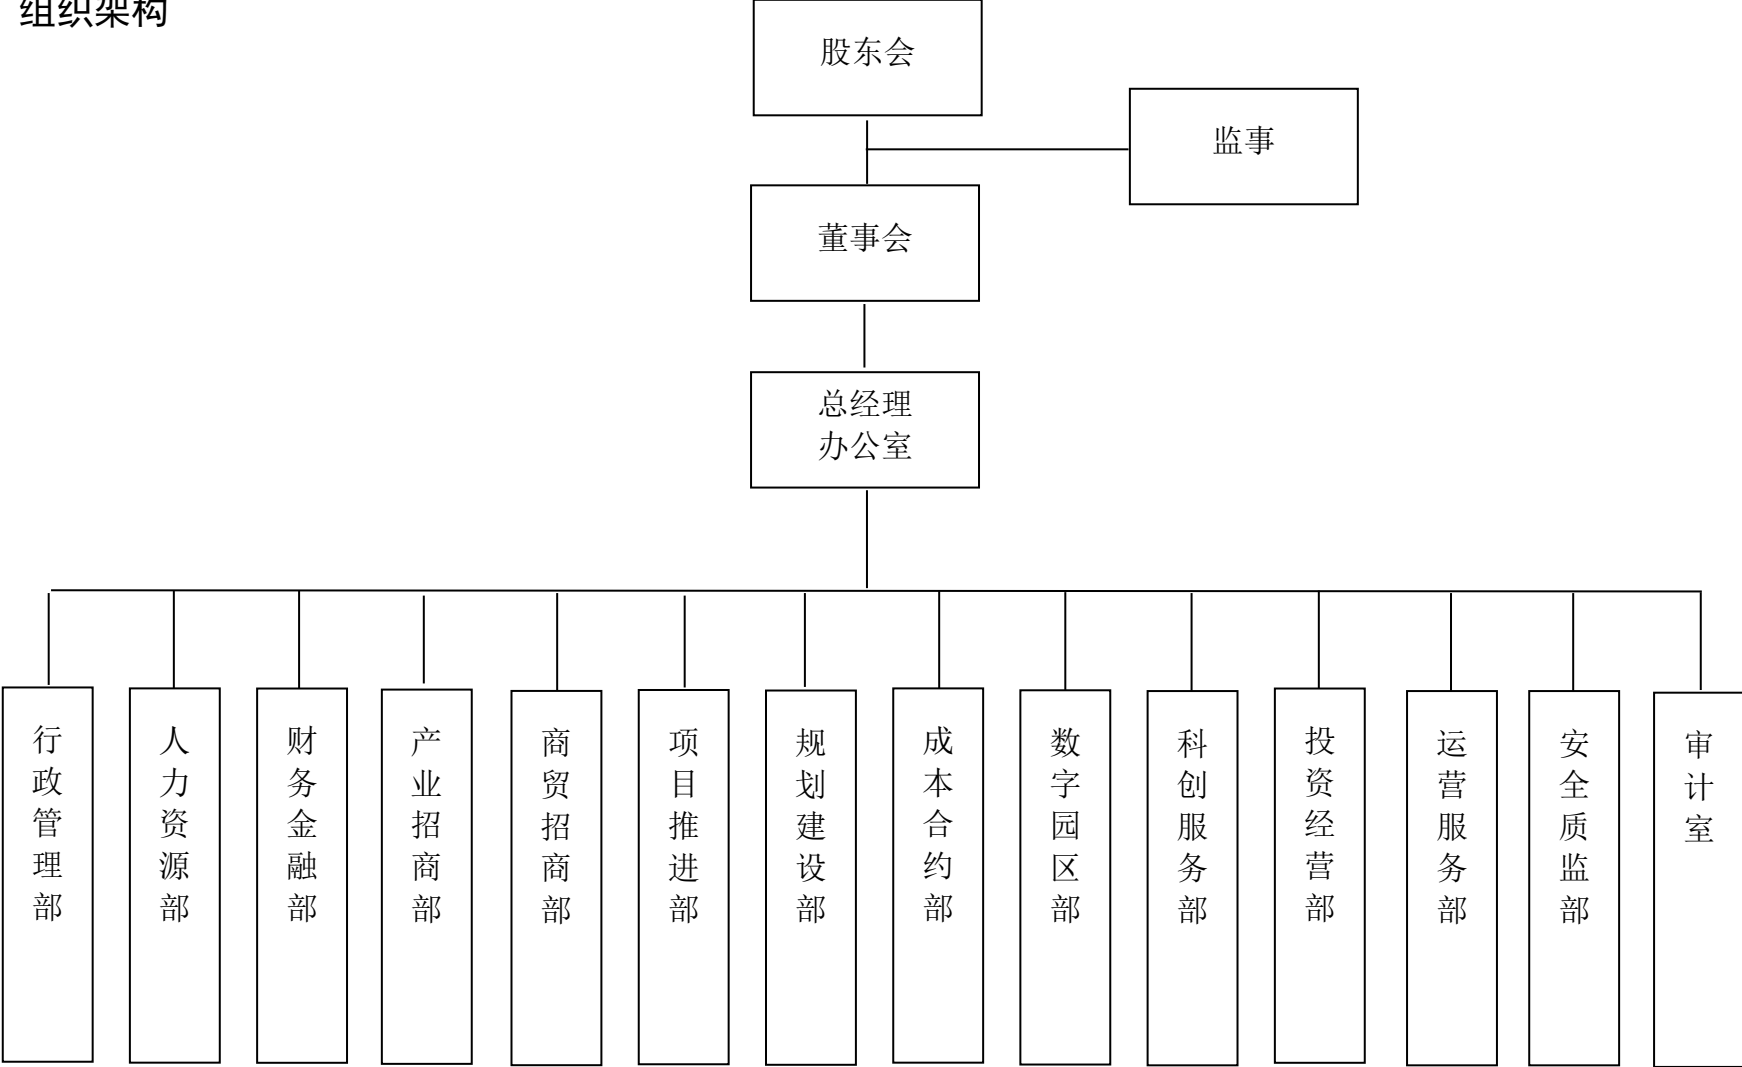 组织架构
股东会
监事
董事会
总经理
办公室
行政管理部
人力资源部
财务金融部
产业招商部
商贸招商部
项目推进部
规划建设部
成本合约部
数字园区部
科创服务部
投资经营部
运营服务部
安全质监部
审计室